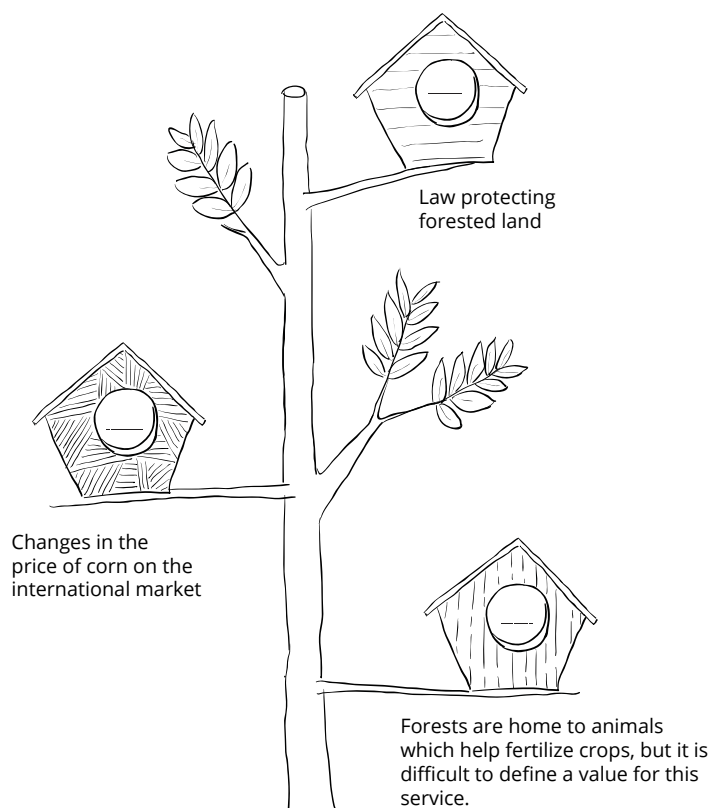 Law protecting
forested land
Changes in the
price of corn on the
international market
Forests are home to animals
which help fertilize crops, but it is
difficult to define a value for this
service.